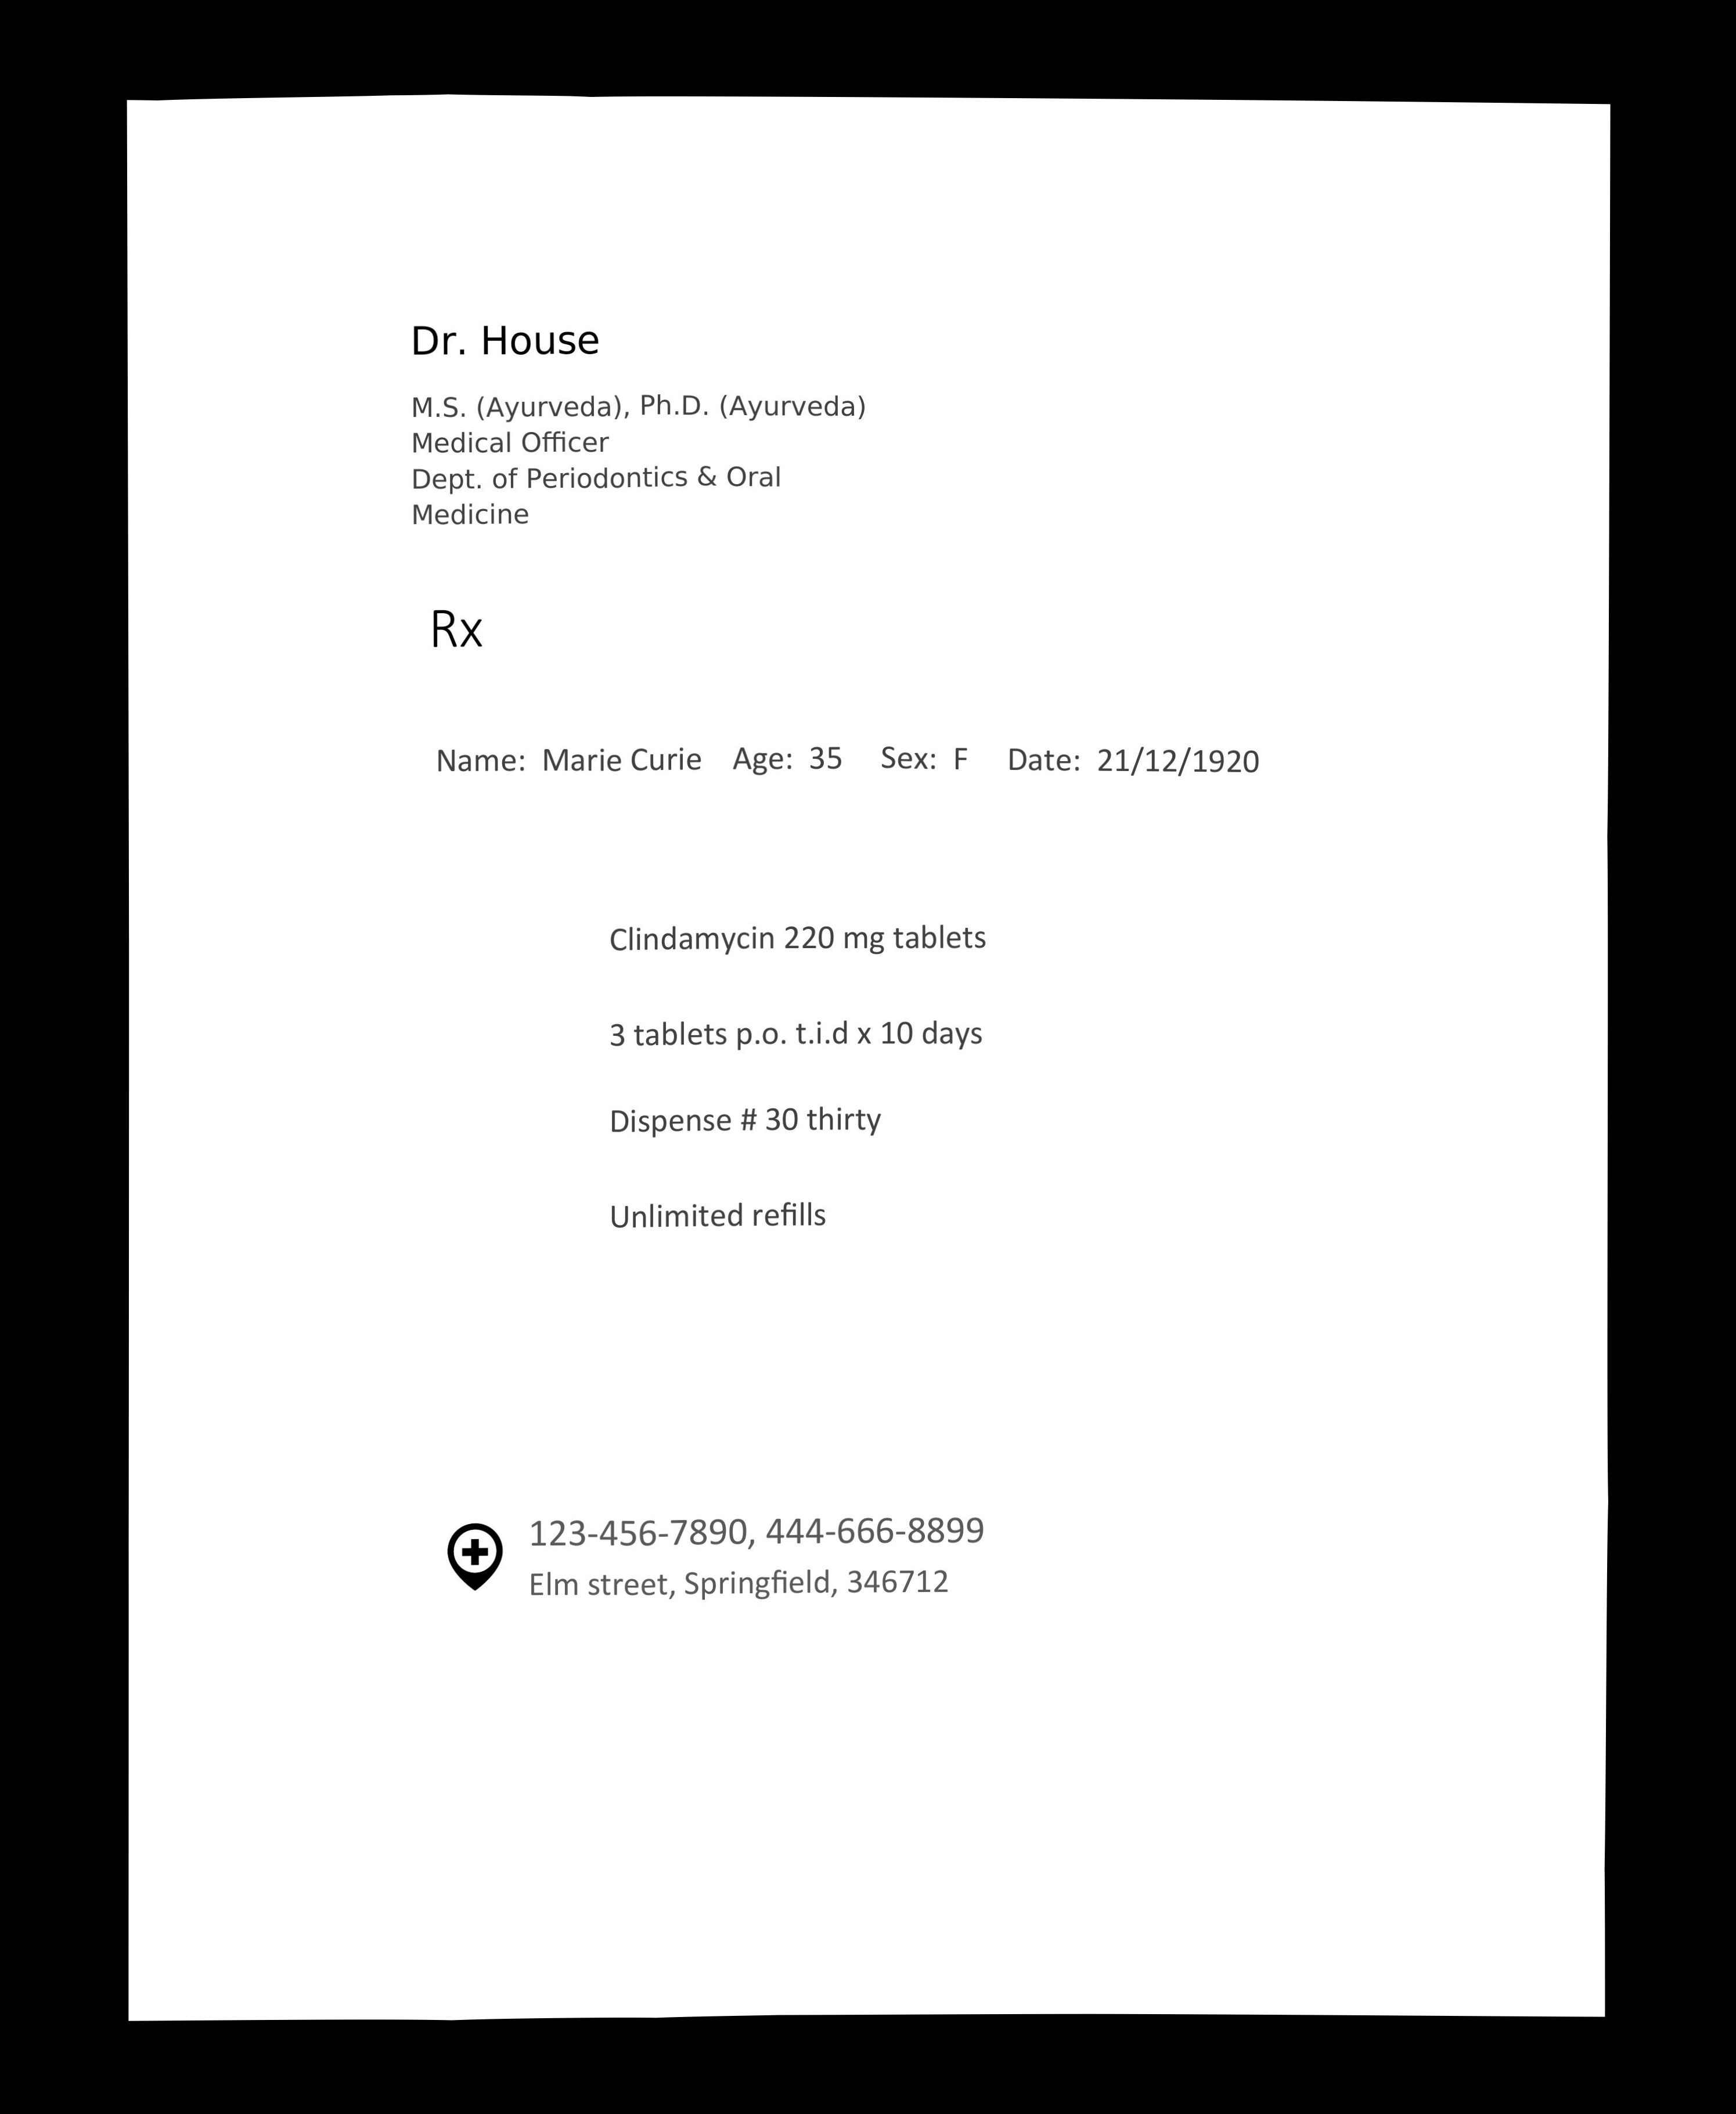 Dr. House
M.S. (Ayurveda), Ph.D. (Ayurveda)
Medical Officer
Dept. of Periodontics & Oral
Medicine
Rx
Name: Marie Curie Age: 35 Sex: F Date: 21/12/1920
Clindamycin 220 mg tablets
3 tablets p.o. t.i.d x 10 days
Dispense # 30 thirty
Unlimited refills
123-456-7890, 444-666-8899
Elm street, Springfield, 346712